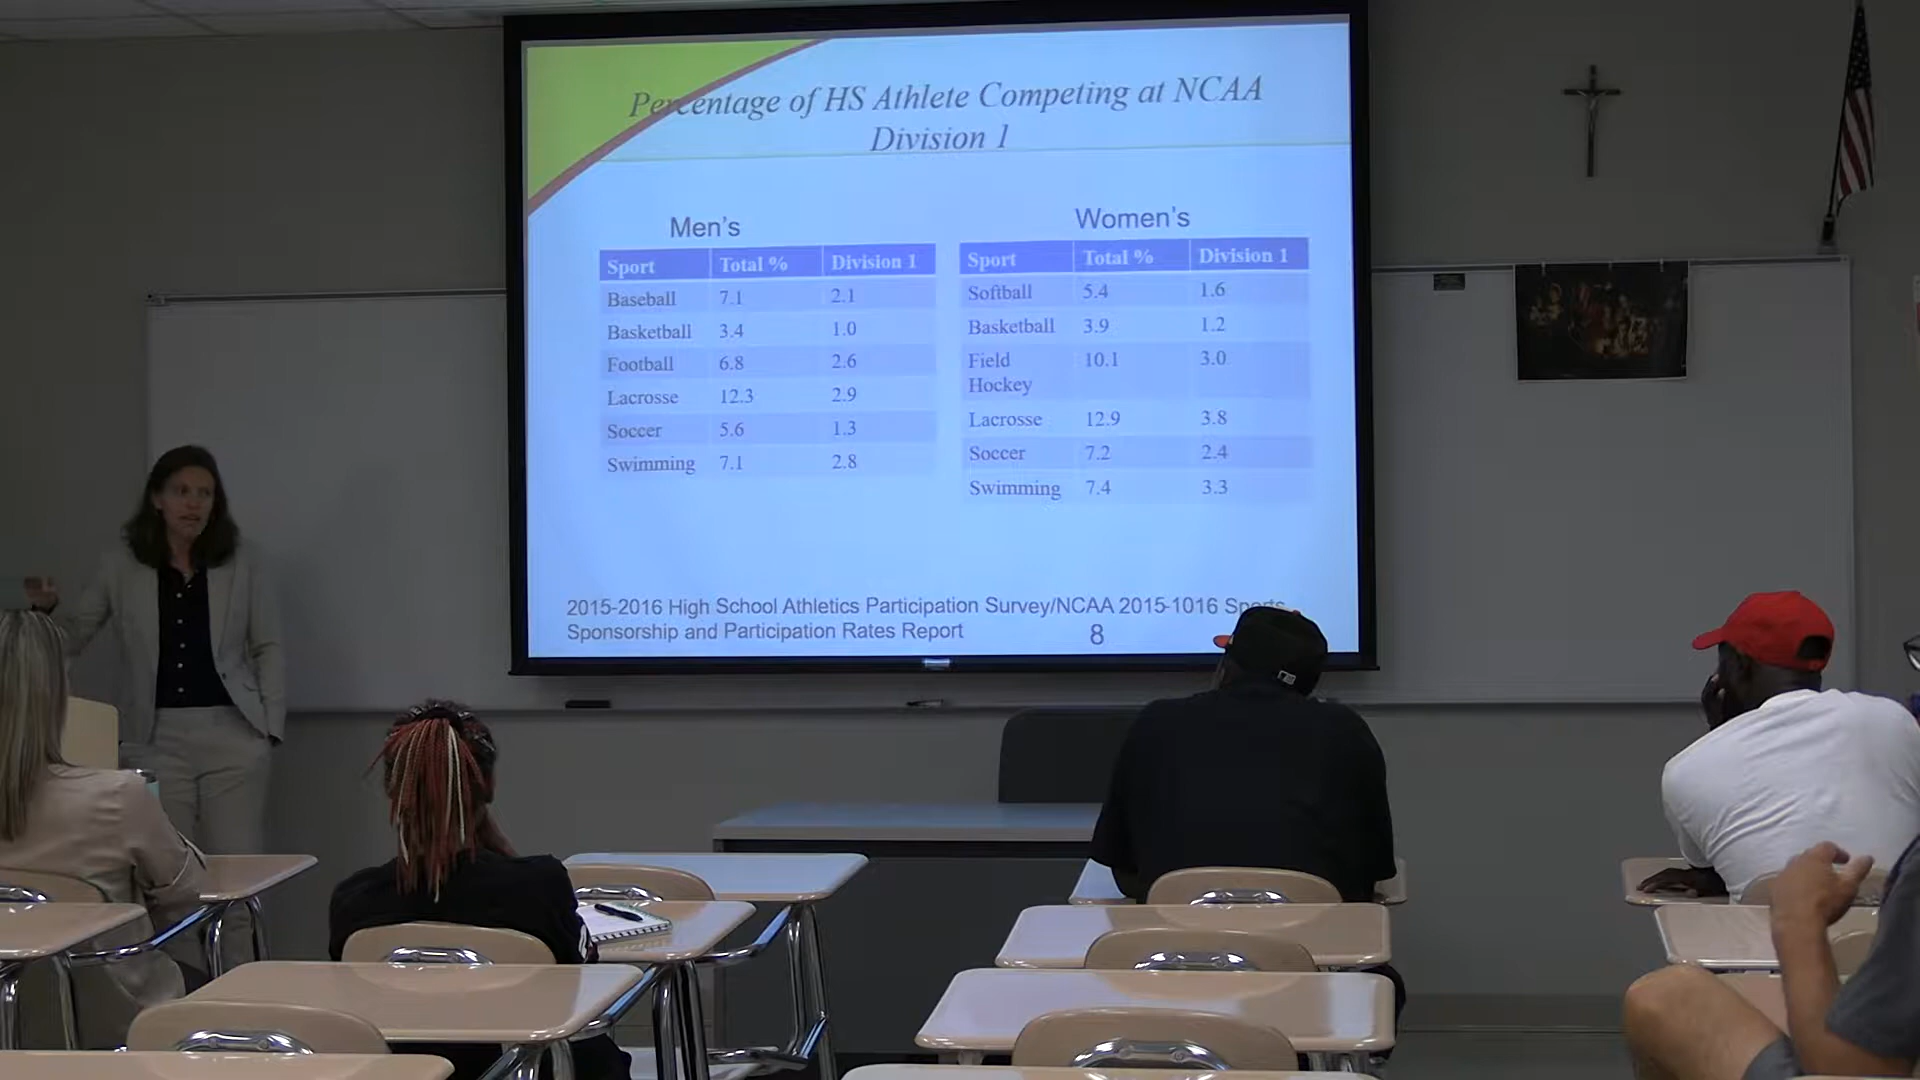 Percentage of HS Athlete Competing at NCAA
Division 1
Men's
Sport Total % Division 1
Baseball 7.1 2.1
Basketball 3.4 1.0
Football 6.8 2.6
Lacrosse 12.3 2.9
Soccer 5.6 1.3
Swimming 7.1 2.8
Women's
Sport Total % Division 1
Softball 5.4 1.6
Basketball 3.9 1.2
Field
Hockey 10.1 3.0
Lacrosse 12.9 3.8
Soccer 7.2 2.4
Swimming 7.4 3.3
2015-2016 High School Athletics Participation Survey/NCAA 2015-1016 Sports
Sponsorship and Participation Rates Report
8